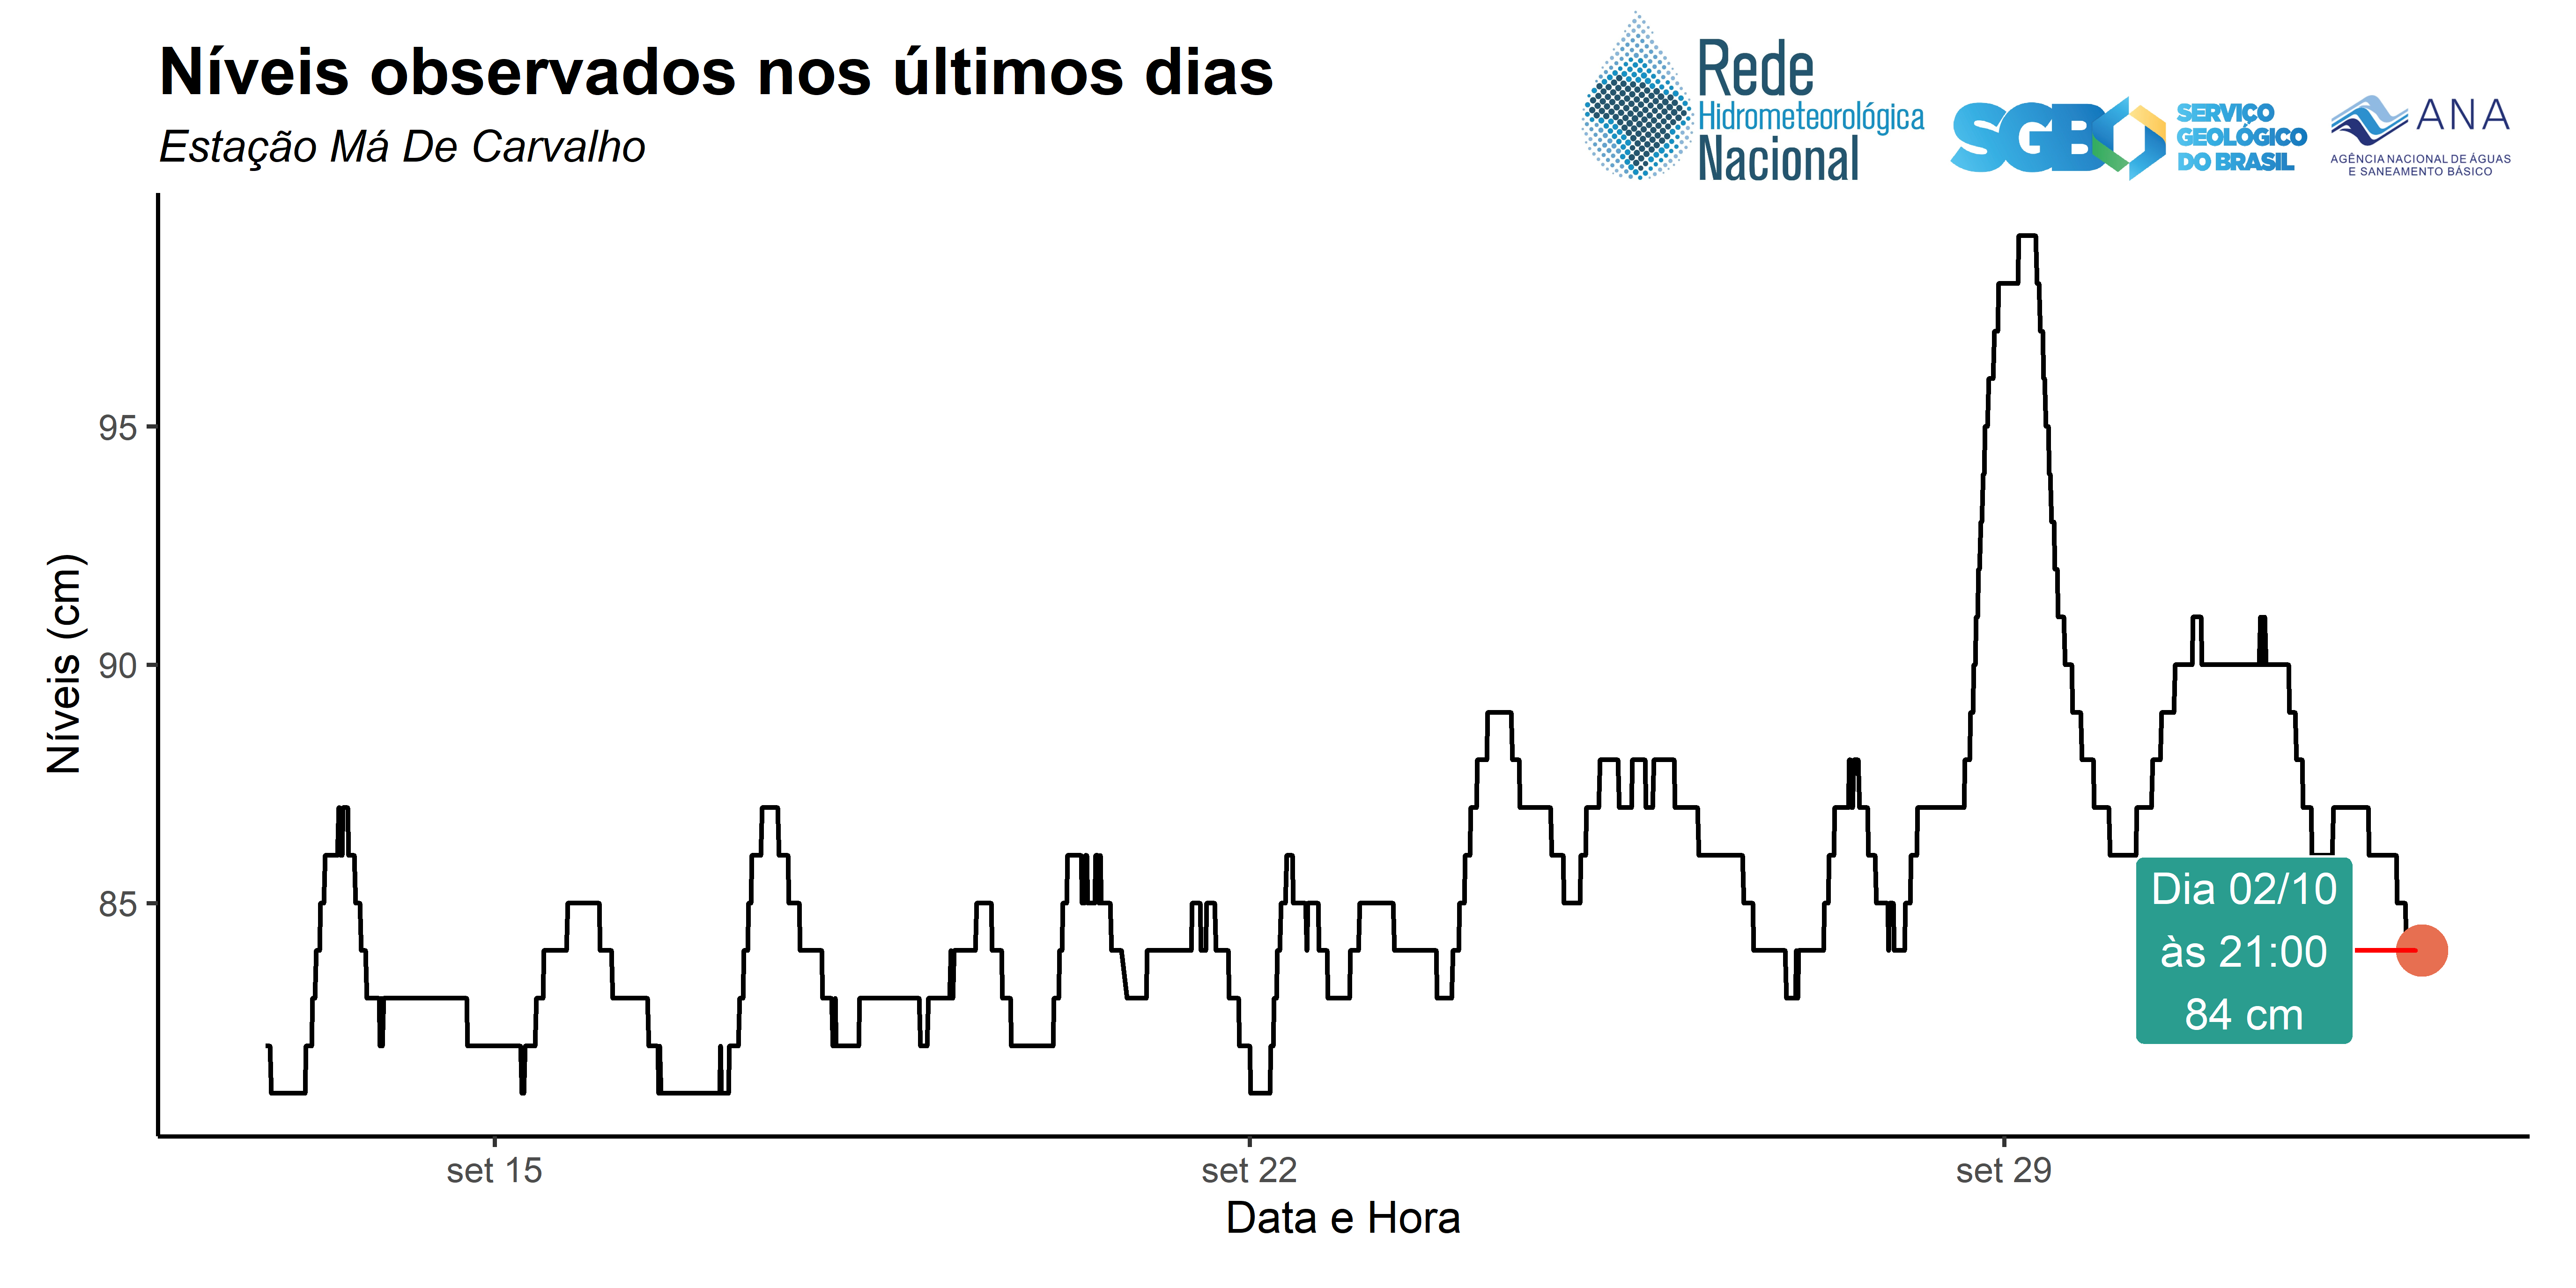 Níveis observados nos últimos dias
Estação Má De Carvalho
Rede
Hidrometeorológica
Nacional
SGB
SERVIÇO
GEOLÓGICO
DO BRASIL
ANA
AGÊNCIA NACIONAL DE ÁGUAS
E SANEAMENTO BÁSICO
Níveis (cm)
95
90
85
Dia 02/10
às 21:00
84 cm
set 15
set 22
set 29
Data e Hora